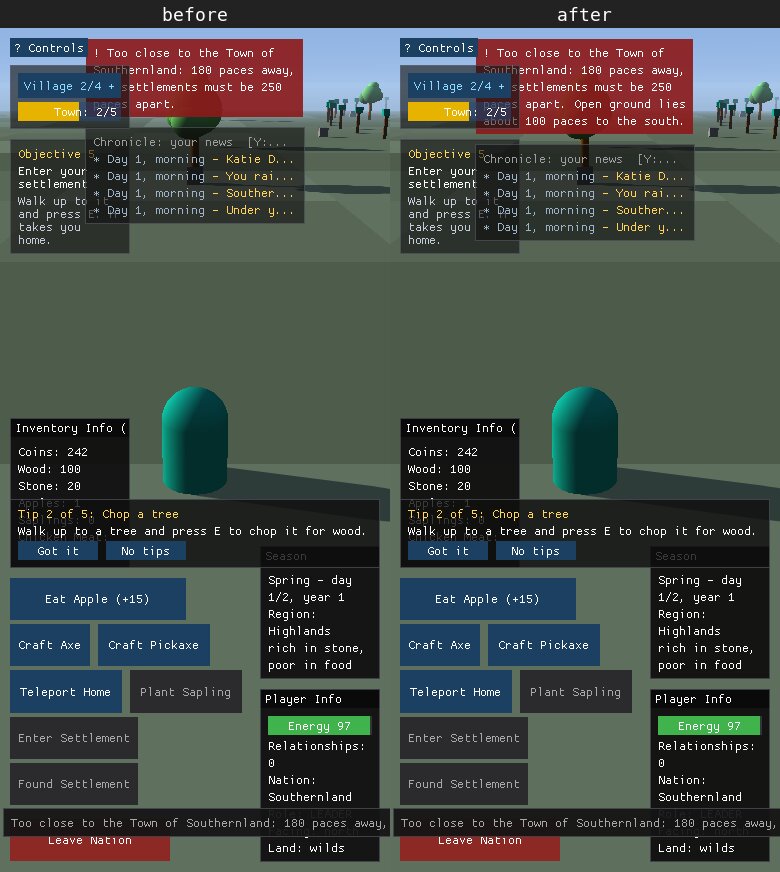 before
? Controls
! Too close to the Town of
Southernland: 180 paces away,
settlements must be 250
paces apart.
Village 2/4 +
Town: 2/5
Chronicle: your news [Y:...
* Day 1, morning – Katie D...
* Day 1, morning – You rai...
* Day 1, morning – Souther...
* Day 1, morning – Under y...
Objective 5
Enter your
settlement
Walk up to it
and press E.
takes you
home.
Inventory Info (
Coins: 242
Wood: 100
Stone: 20
Apples: 1
Saplings: 0
Tip 2 of 5: Chop a tree
Walk up to a tree and press E to chop it for wood.
Got it
No tips
Season
Spring – day
1/2, year 1
Region:
Highlands
rich in stone,
poor in food
Eat Apple (+15)
Craft Axe
Craft Pickaxe
Teleport Home
Plant Sapling
Enter Settlement
Found Settlement
Player Info
Energy 97
Relationships:
0
Nation:
Southernland
Too close to the Town of Southernland: 180 paces away,
Leave Nation
Land: wilds
after
? Controls
! Too close to the Town of
Southernland: 180 paces away,
settlements must be 250
paces apart. Open ground lies
about 100 paces to the south.
Village 2/4 +
Town: 2/5
Chronicle: your news [Y:...
* Day 1, morning – Katie D...
* Day 1, morning – You rai...
* Day 1, morning – Souther...
* Day 1, morning – Under y...
Objective 5
Enter your
settlement
Walk up to it
and press E.
takes you
home.
Inventory Info (
Coins: 242
Wood: 100
Stone: 20
Apples: 1
Saplings: 0
Tip 2 of 5: Chop a tree
Walk up to a tree and press E to chop it for wood.
Got it
No tips
Season
Spring – day
1/2, year 1
Region:
Highlands
rich in stone,
poor in food
Eat Apple (+15)
Craft Axe
Craft Pickaxe
Teleport Home
Plant Sapling
Enter Settlement
Found Settlement
Player Info
Energy 97
Relationships:
0
Nation:
Southernland
Too close to the Town of Southernland: 180 paces away,
Leave Nation
Land: wilds